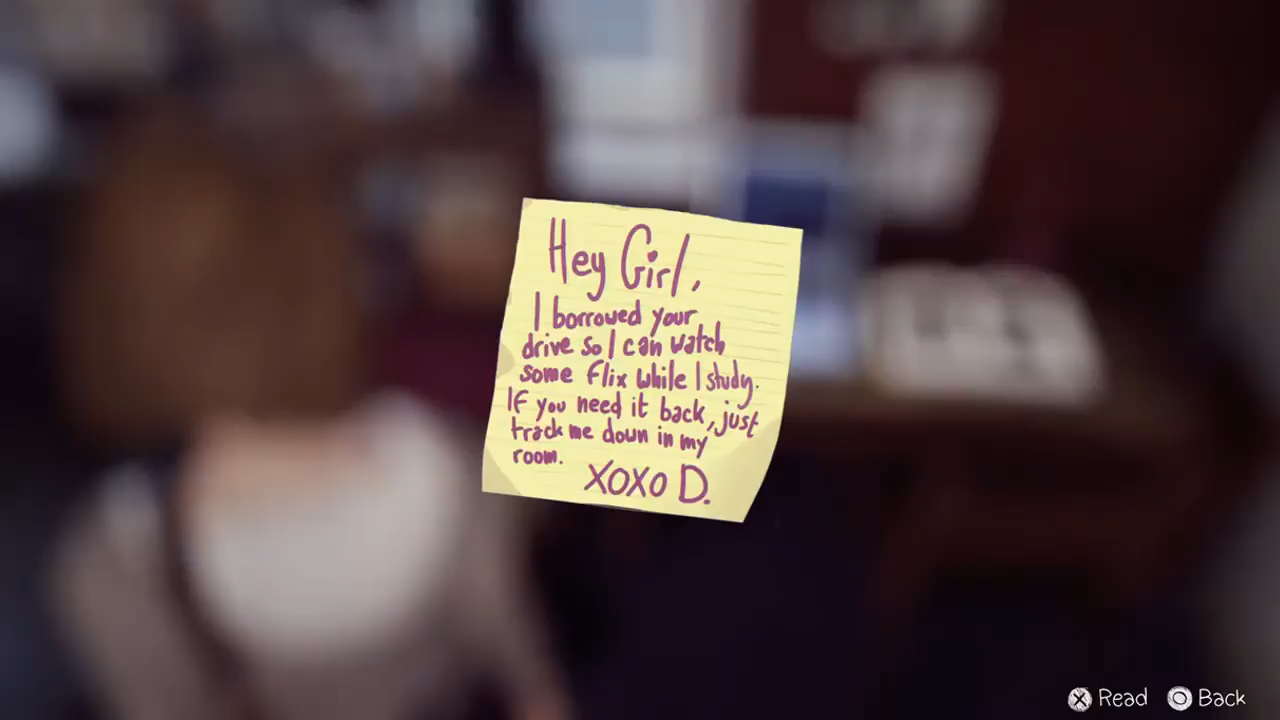 Hey Girl,
I borrowed your
drive so I can watch
some flix while I study.
If you need it back, just
track me down in my
room.
XOXO D.
Read
Back